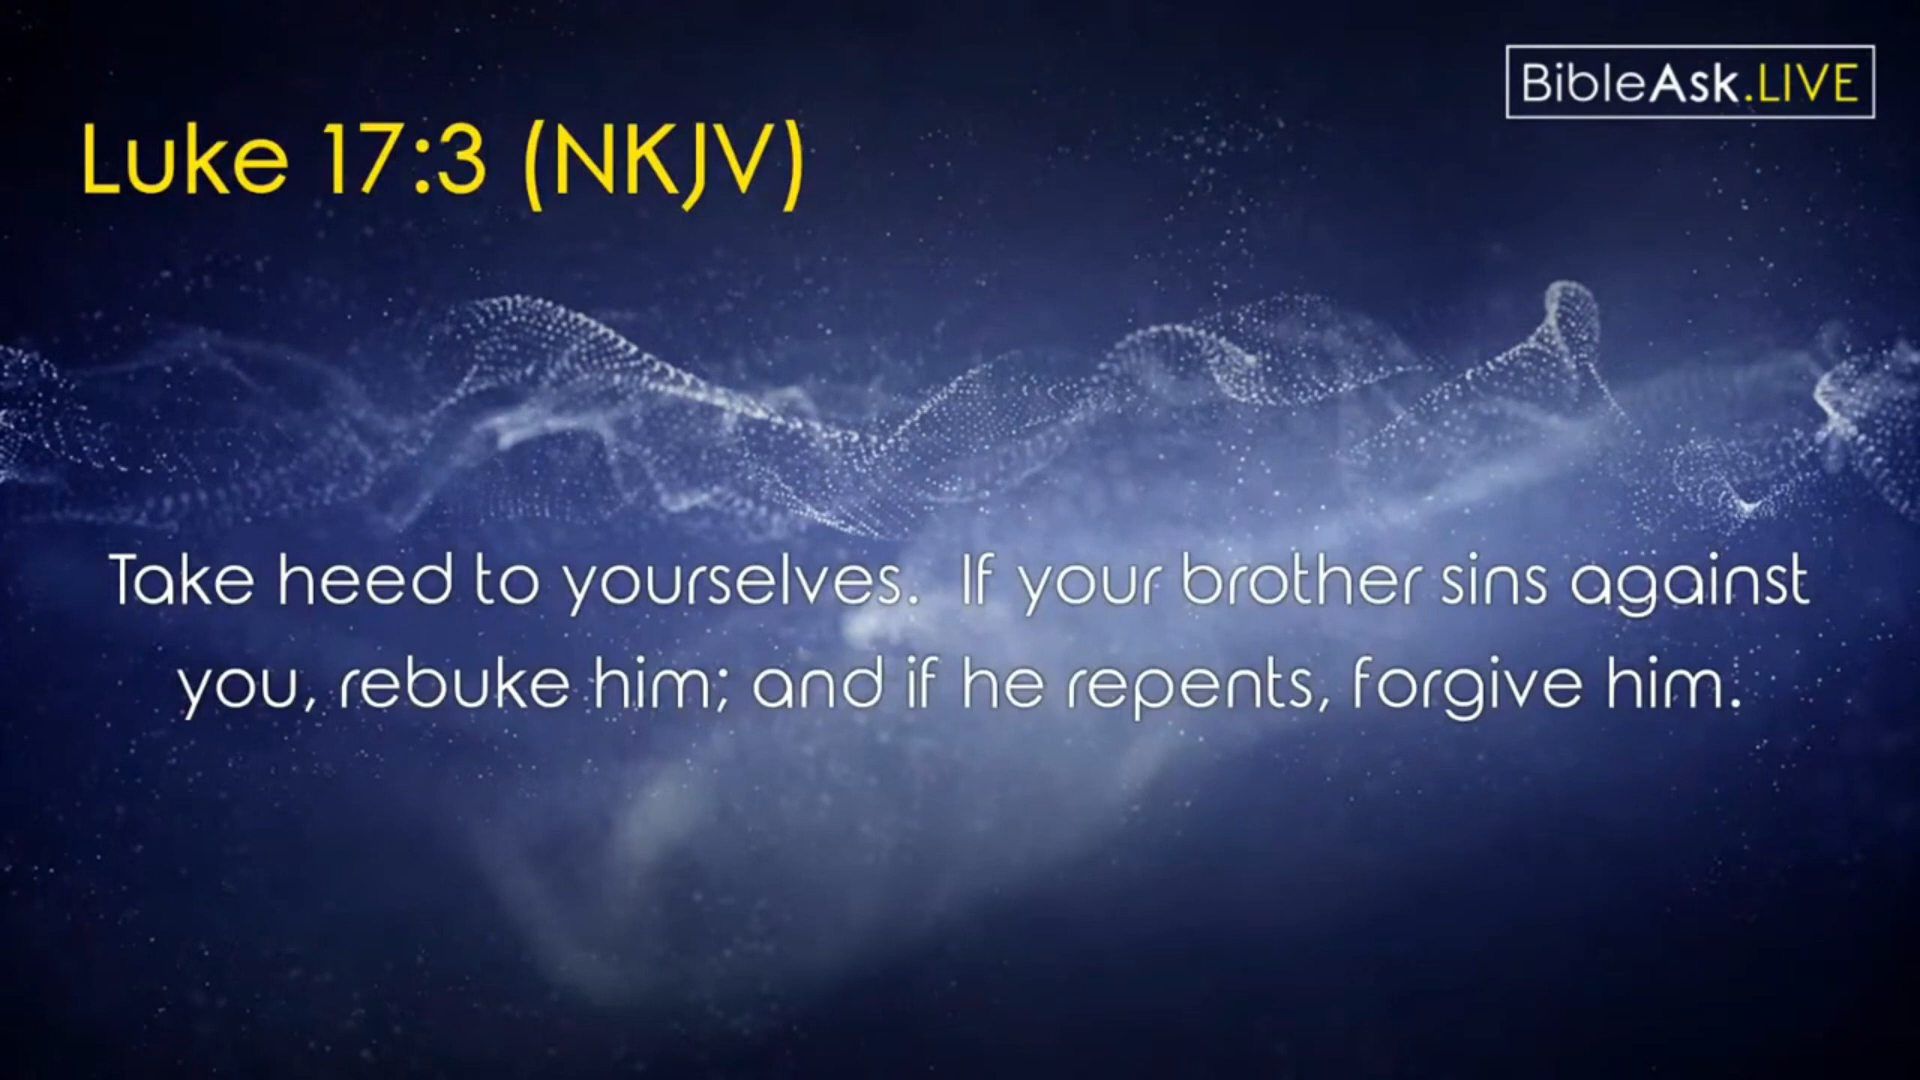 BibleAsk.LIVE
Luke 17:3 (NKJV)
Take heed to yourselves.  If your brother sins against
you, rebuke him; and if he repents, forgive him.